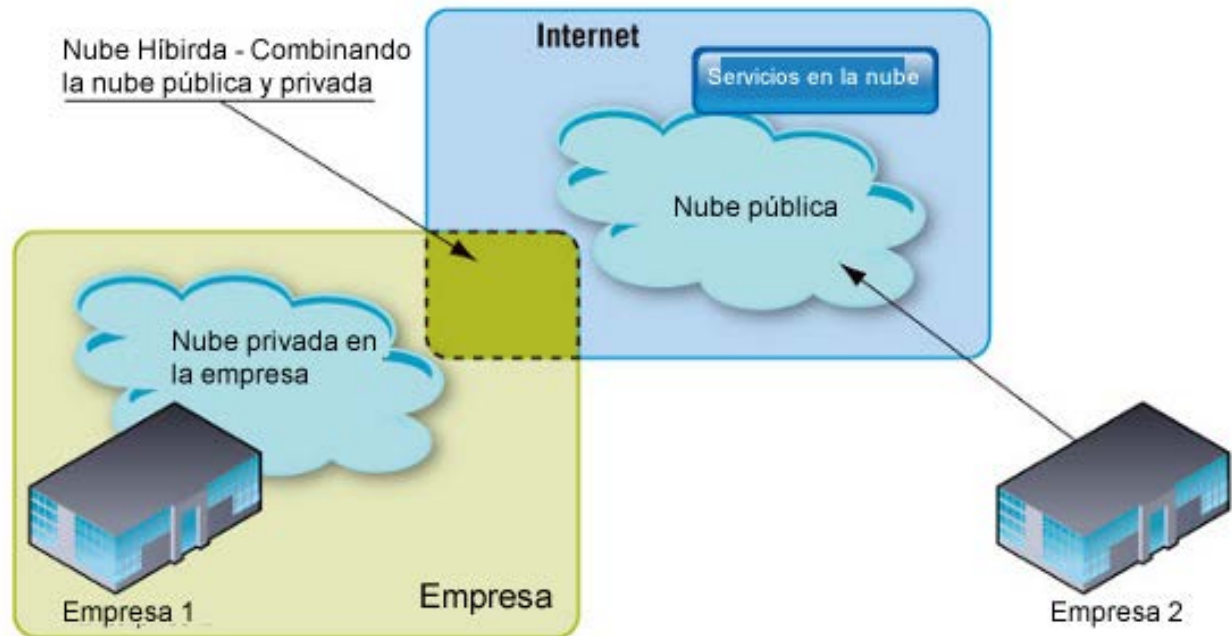 Nube Híbirda - Combinando
la nube pública y privada
Internet
Servicios en la nube
Nube pública
Nube privada en
la empresa
Empresa
Empresa 1
Empresa 2